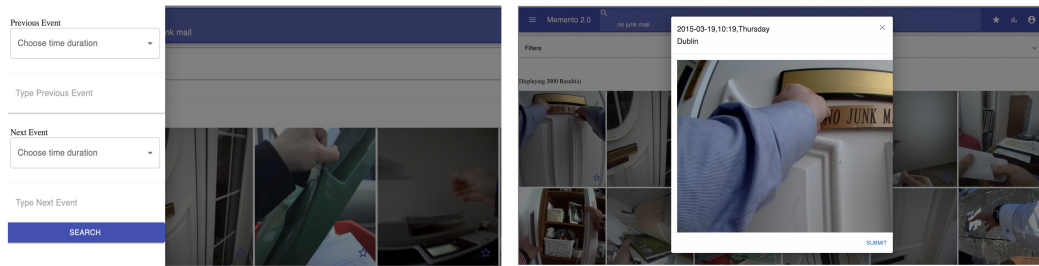 Previous Event
Choose time duration
Type Previous Event
Next Event
Choose time duration
Type Next Event
SEARCH
nk mail
Memento 2.0
no junk mail
Filters
Displaying 2000 Result(s)
2015-03-19,10:19,Thursday
Dublin
NO JUNK M
SUBMIT